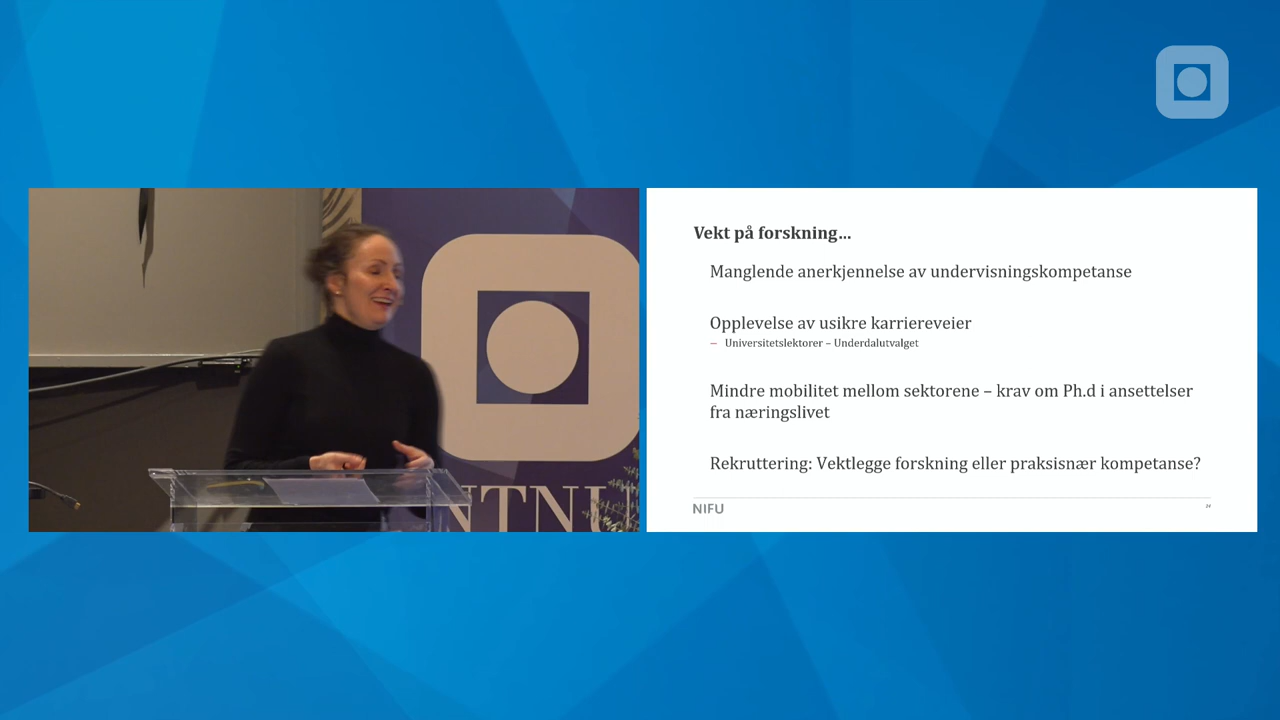 NTNU
Vekt på forskning...
Manglende anerkjennelse av undervisningskompetanse
Opplevelse av usikre karriereveier
– Universitetslektorer – Underdalutvalget
Mindre mobilitet mellom sektorene – krav om Ph.d i ansettelser
fra næringslivet
Rekruttering: Vektlegge forskning eller praksisnær kompetanse?
NIFU